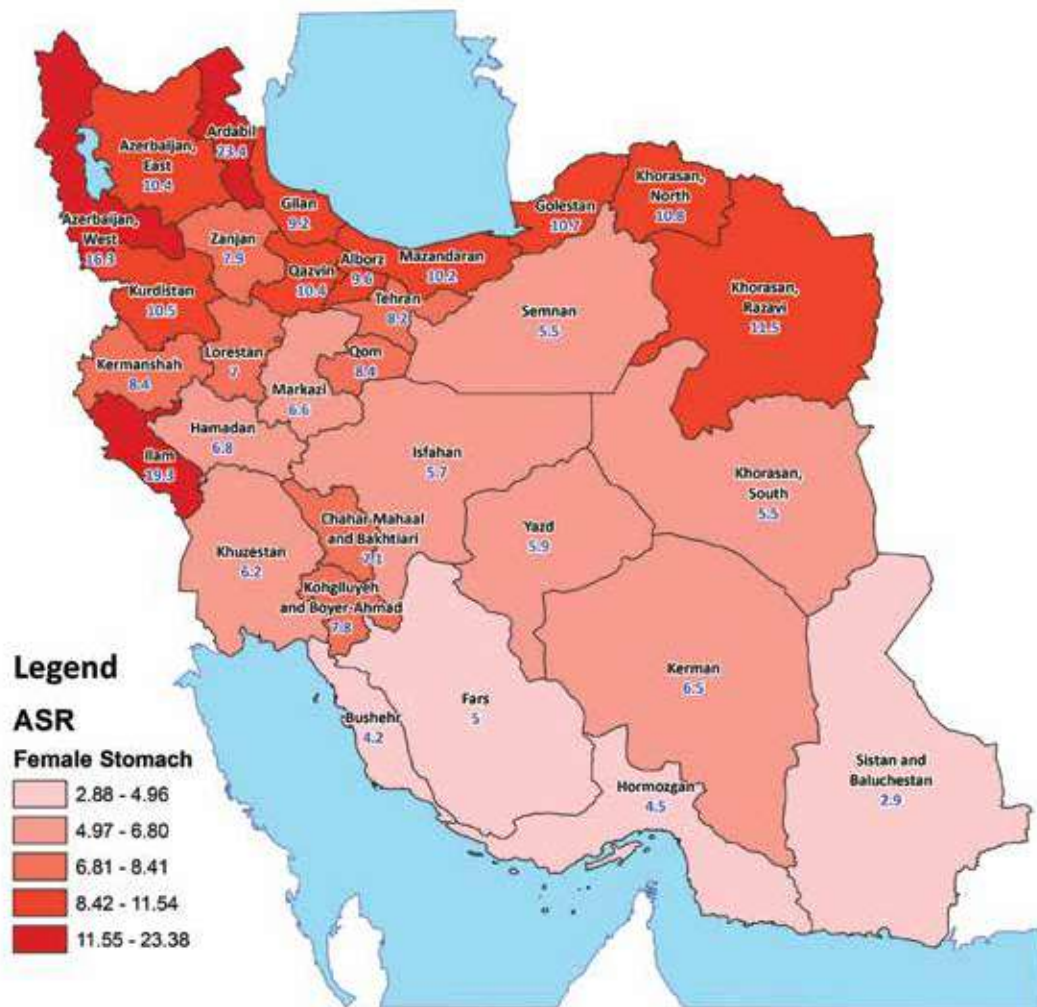 Ardabil
23.4
Azerbaijan,
East
10.4
Gilan
9.2
Azerbaijan,
West
16.3
Zanjan
7.9
Khorasan,
North
10.8
Golestan
10.7
Alborz
9.6
Mazandaran
10.2
Qazvin
10.4
Tehran
8.2
Kurdistan
10.5
Semnan
5.5
Khorasan,
Razavi
11.5
Lorestan
7
Qom
8.4
Kermanshah
8.4
Markazi
6.6
Hamadan
6.8
Ilam
19.3
Isfahan
5.7
Khorasan,
South
5.5
Chahar Mahaal
and Bakhtiari
7.1
Yazd
5.9
Khuzestan
6.2
Kohgiluyeh
and Boyer-Ahmad
7.8
Kerman
6.5
Fars
5
Bushehr
4.2
Hormozgan
4.5
Sistan and
Baluchestan
2.9
Legend
ASR
Female Stomach
2.88 - 4.96
4.97 - 6.80
6.81 - 8.41
8.42 - 11.54
11.55 - 23.38